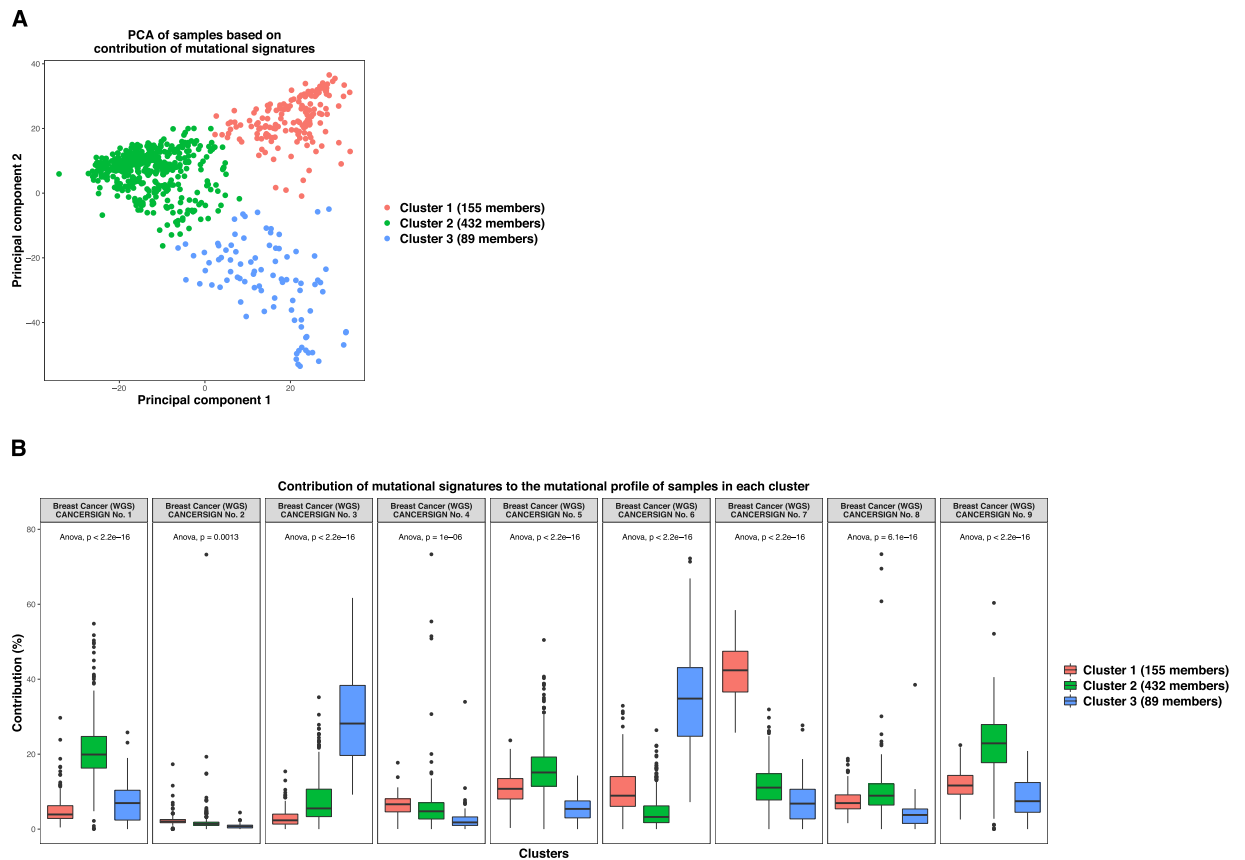 A
PCA of samples based on
contribution of mutational signatures
40
20
0
−20
−40
Principal component 2
−20
0
20
Principal component 1
Cluster 1 (155 members)
Cluster 2 (432 members)
Cluster 3 (89 members)
B
Contribution of mutational signatures to the mutational profile of samples in each cluster
Breast Cancer (WGS)
CANCERSIGN No. 1
Breast Cancer (WGS)
CANCERSIGN No. 2
Breast Cancer (WGS)
CANCERSIGN No. 3
Breast Cancer (WGS)
CANCERSIGN No. 4
Breast Cancer (WGS)
CANCERSIGN No. 5
Breast Cancer (WGS)
CANCERSIGN No. 6
Breast Cancer (WGS)
CANCERSIGN No. 7
Breast Cancer (WGS)
CANCERSIGN No. 8
Breast Cancer (WGS)
CANCERSIGN No. 9
Anova, p < 2.2e−16
Anova, p = 0.0013
Anova, p < 2.2e−16
Anova, p = 1e−06
Anova, p < 2.2e−16
Anova, p < 2.2e−16
Anova, p < 2.2e−16
Anova, p = 6.1e−16
Anova, p < 2.2e−16
80
60
40
20
0
Contribution (%)
Clusters
Cluster 1 (155 members)
Cluster 2 (432 members)
Cluster 3 (89 members)